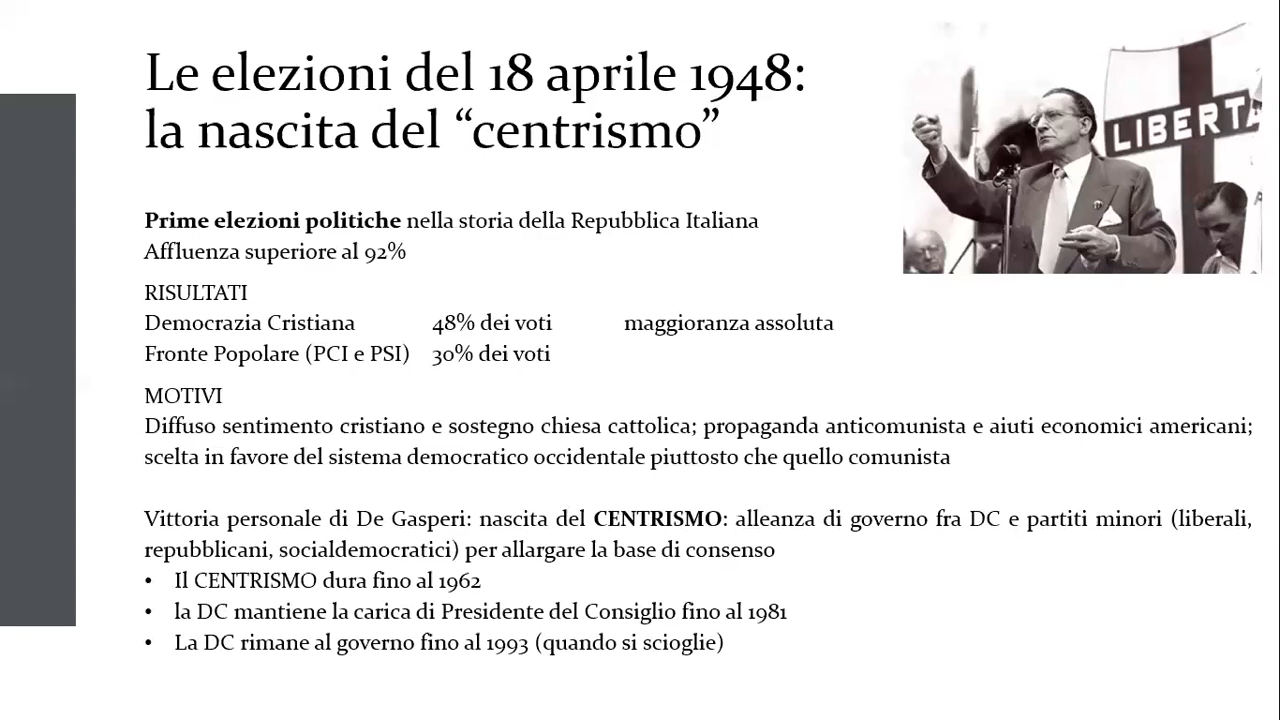 Le elezioni del 18 aprile 1948:
la nascita del “centrismo”
LIBERTA
Prime elezioni politiche nella storia della Repubblica Italiana
Affluenza superiore al 92%
RISULTATI
Democrazia Cristiana 48% dei voti maggioranza assoluta
Fronte Popolare (PCI e PSI) 30% dei voti
MOTIVI
Diffuso sentimento cristiano e sostegno chiesa cattolica; propaganda anticomunista e aiuti economici americani;
scelta in favore del sistema democratico occidentale piuttosto che quello comunista
Vittoria personale di De Gasperi: nascita del CENTRISMO: alleanza di governo fra DC e partiti minori (liberali,
repubblicani, socialdemocratici) per allargare la base di consenso
• Il CENTRISMO dura fino al 1962
• la DC mantiene la carica di Presidente del Consiglio fino al 1981
• La DC rimane al governo fino al 1993 (quando si scioglie)